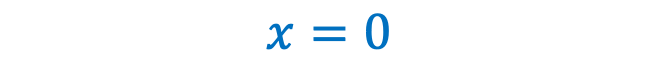 𝑥 = 0